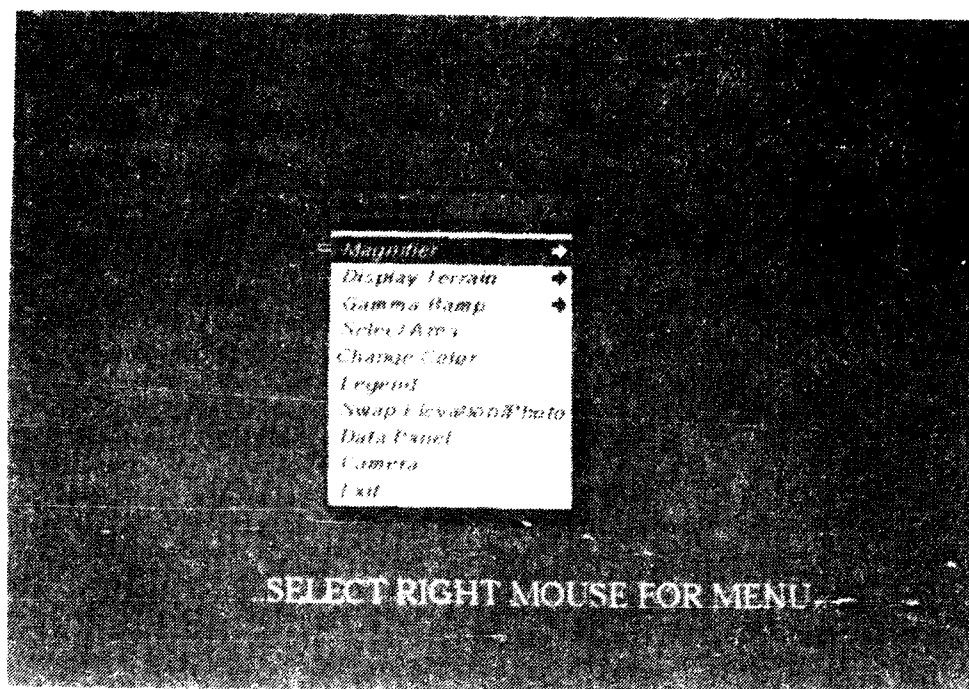 Magnifier
Display Terrain
Gamma Ramp
Select Area
Change Color
Legend
Swap Elevation/Photo
Data Panel
Camera
Exit
SELECT RIGHT MOUSE FOR MENU